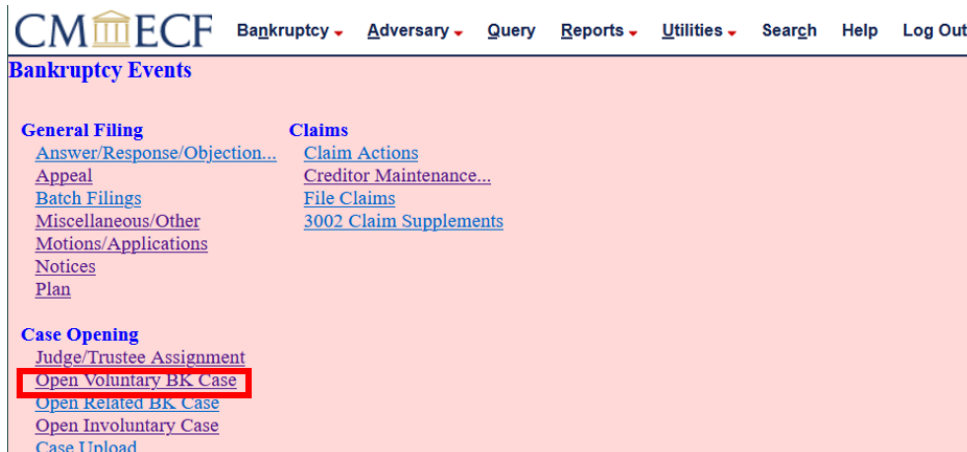 CM ECF Bankruptcy Adversary Query Reports Utilities Search Help Log Out
Bankruptcy Events
General Filing
Answer/Response/Objection...
Appeal
Batch Filings
Miscellaneous/Other
Motions/Applications
Notices
Plan
Claims
Claim Actions
Creditor Maintenance...
File Claims
3002 Claim Supplements
Case Opening
Judge/Trustee Assignment
Open Voluntary BK Case
Open Related BK Case
Open Involuntary Case
Case Upload